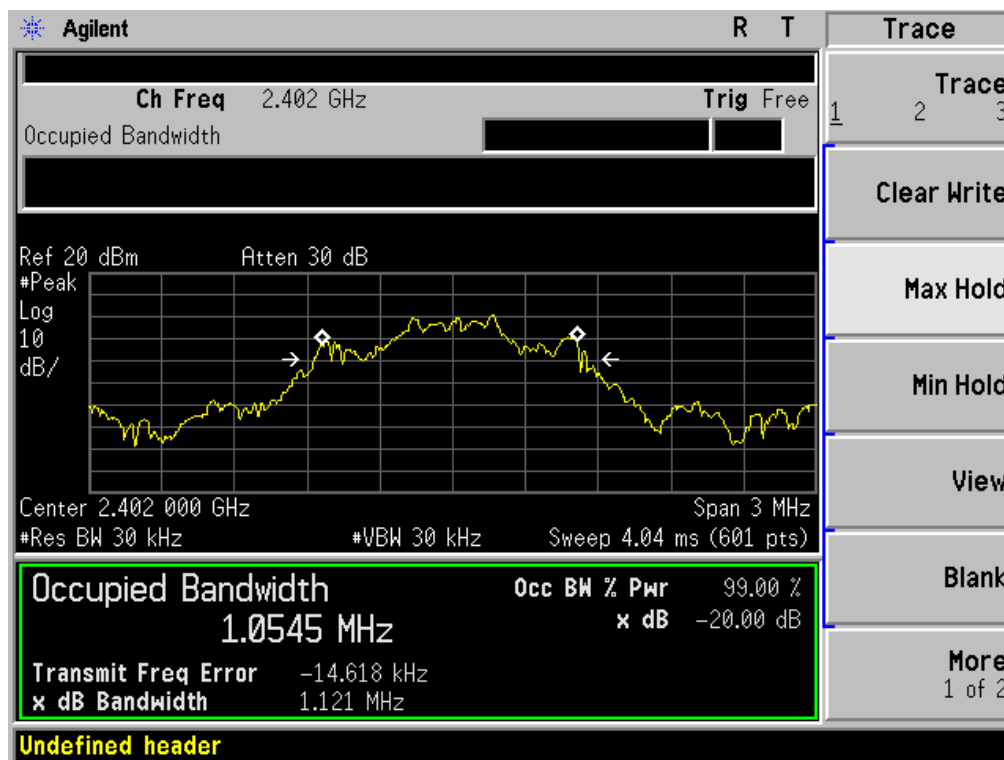 Agilent R T Trace
Ch Freq 2.402 GHz Trig Free
Occupied Bandwidth
Trace
1 2 3
Clear Write
Max Hold
Min Hold
View
Blank
More
1 of 2
Ref 20 dBm Atten 30 dB
#Peak
Log
10
dB/
Center 2.402 000 GHz Span 3 MHz
#Res BW 30 kHz #VBW 30 kHz Sweep 4.04 ms (601 pts)
Occupied Bandwidth Occ BW % Pwr 99.00 %
1.0545 MHz x dB -20.00 dB
Transmit Freq Error -14.618 kHz
x dB Bandwidth 1.121 MHz
Undefined header